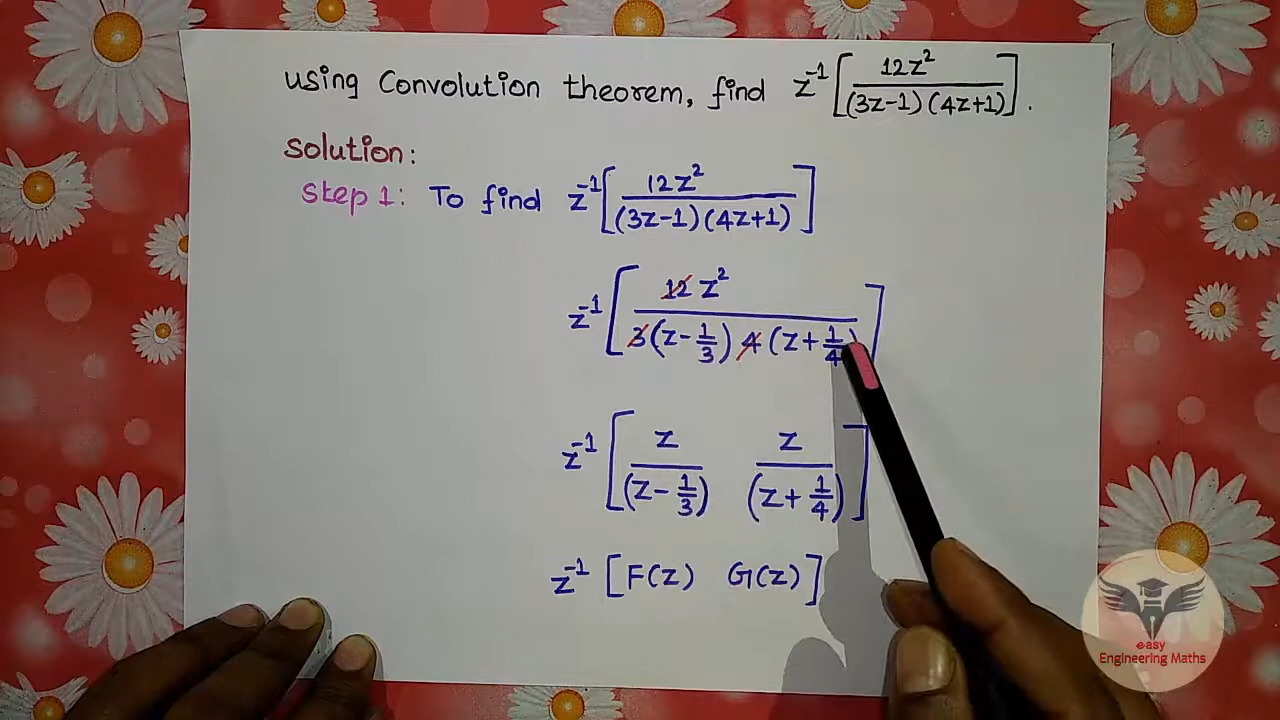 using Convolution theorem, find z⁻¹[12z²/(3z-1)(4z+1)].
Solution:
Step 1: To find z⁻¹[12z²/(3z-1)(4z+1)]
z⁻¹[12z²/3(z-1/3)4(z+1/4)]
z⁻¹[z/(z-1/3) z/(z+1/4)]
z⁻¹[F(z) G(z)]
easy
Engineering Maths